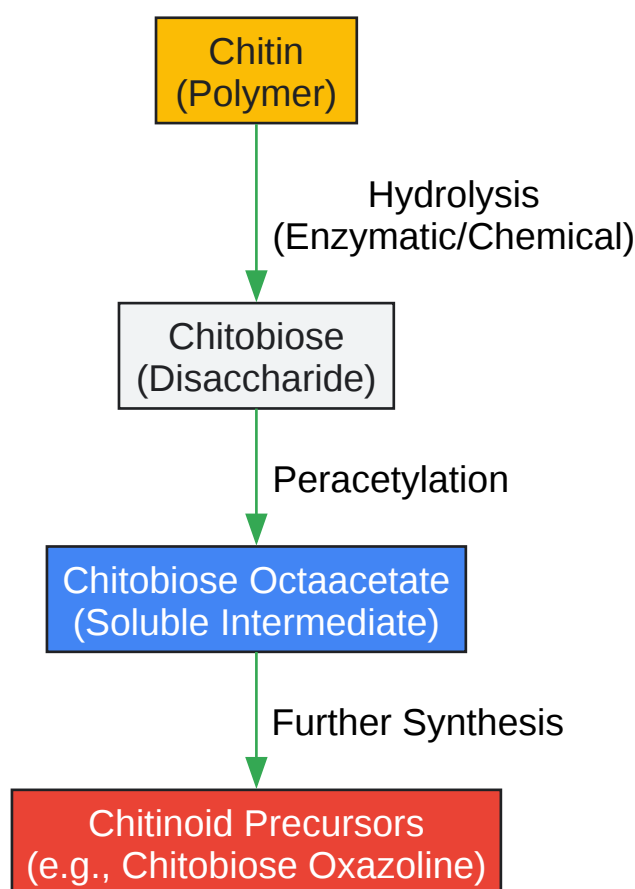 Chitin
(Polymer)
Hydrolysis
(Enzymatic/Chemical)
Chitobiose
(Disaccharide)
Peracetylation
Chitobiose Octaacetate
(Soluble Intermediate)
Further Synthesis
Chitinoid Precursors
(e.g., Chitobiose Oxazoline)